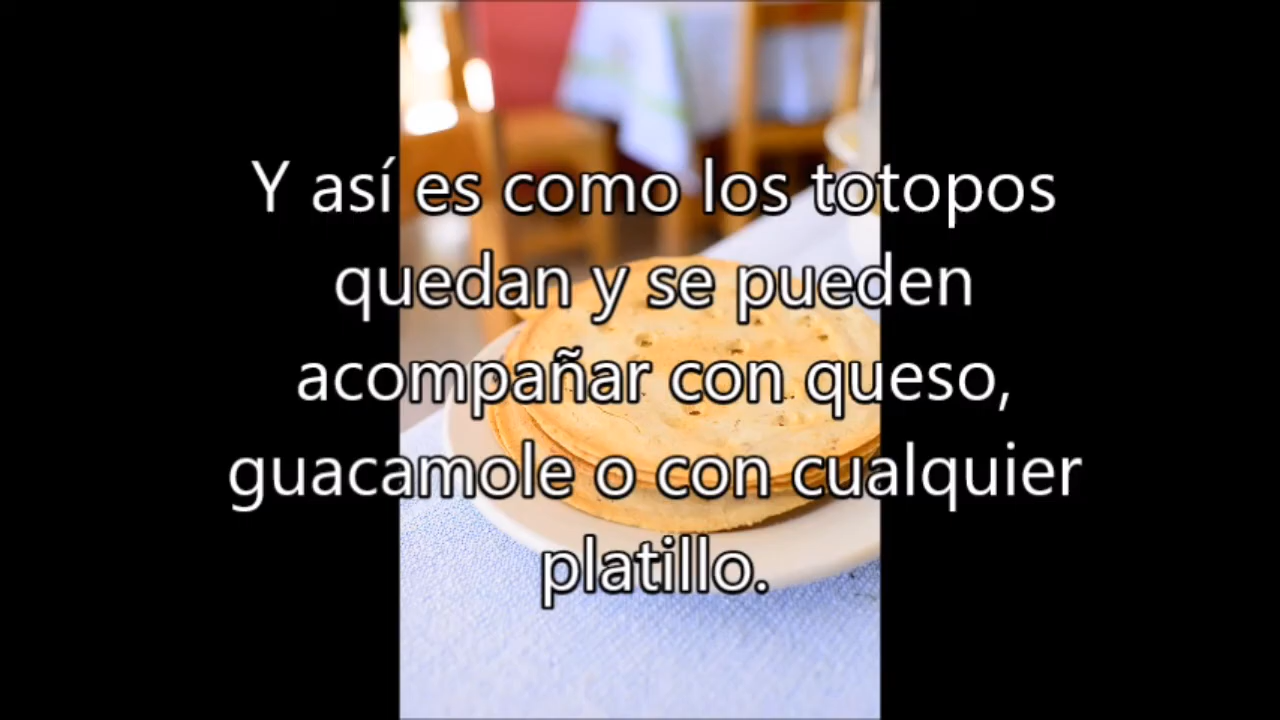 Y así es como los totopos
quedan y se pueden
acompañar con queso,
guacamole o con cualquier
platillo.